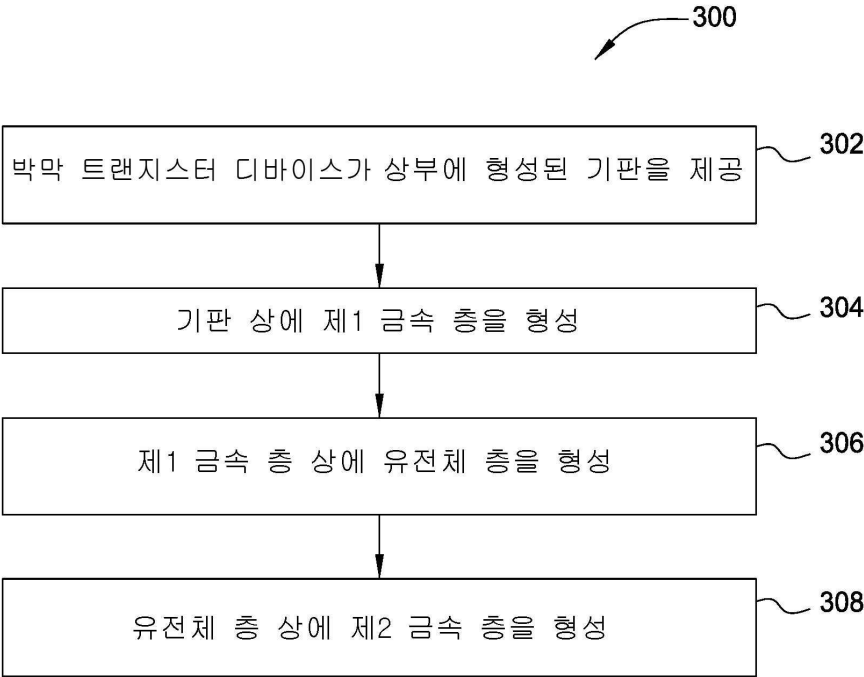 300
박막 트랜지스터 디바이스가 상부에 형성된 기판을 제공
302
기판 상에 제1 금속 층을 형성
304
제1 금속 층 상에 유전체 층을 형성
306
유전체 층 상에 제2 금속 층을 형성
308